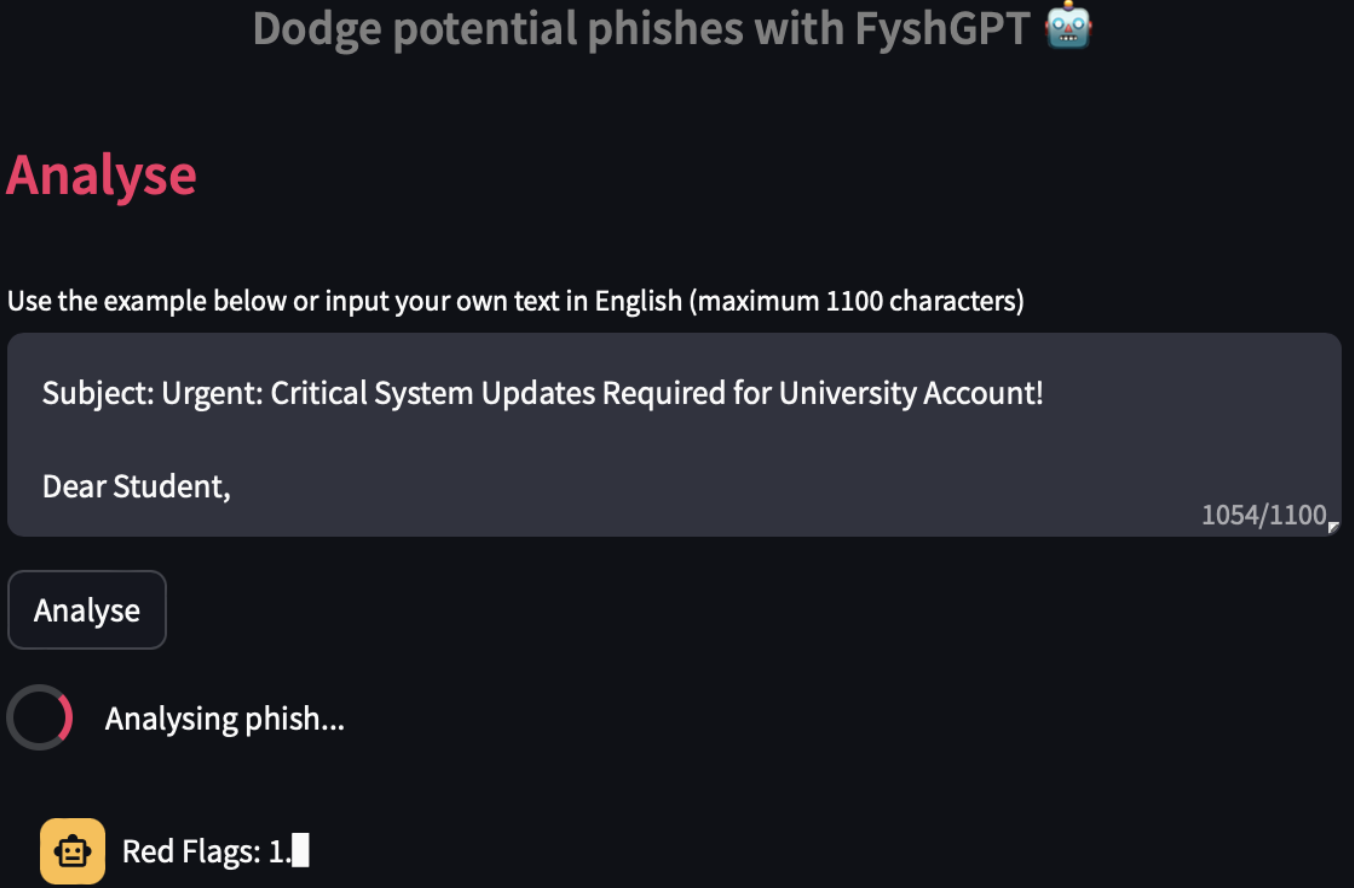 Dodge potential phishes with FyshGPT 🤖
Analyse
Use the example below or input your own text in English (maximum 1100 characters)
Subject: Urgent: Critical System Updates Required for University Account!
Dear Student,
1054/1100
Analyse
Analysing phish...
Red Flags: 1.